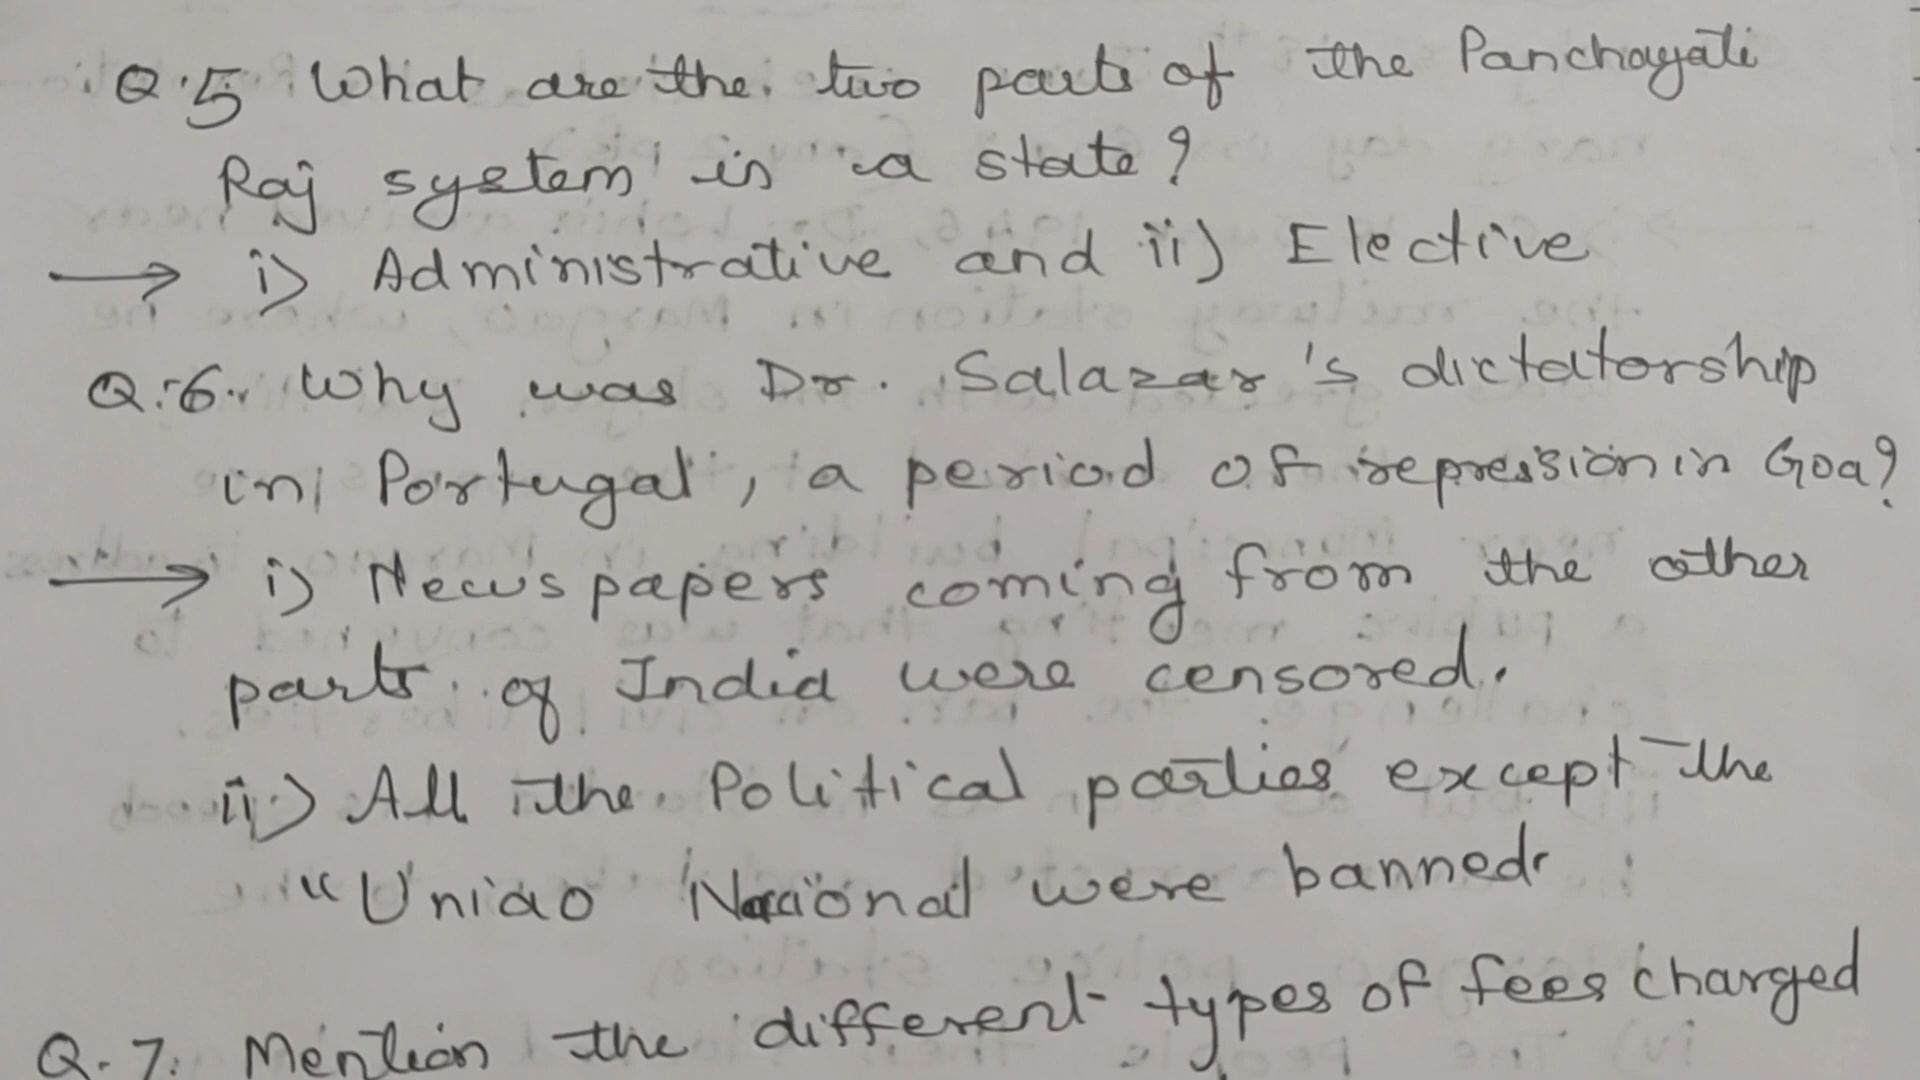 Q.5 What are the two parts of the Panchayati
Raj system in a state?
→ i) Administrative and ii) Elective
Q.6. Why was Dr. Salazar's dictatorship
in Portugal, a period of repression in Goa?
→ i) Newspapers coming from the other
parts of India were censored.
ii) All the Political parties except the
"Uniao Nacional were banned.
Q.7. Mention the different types of fees charged